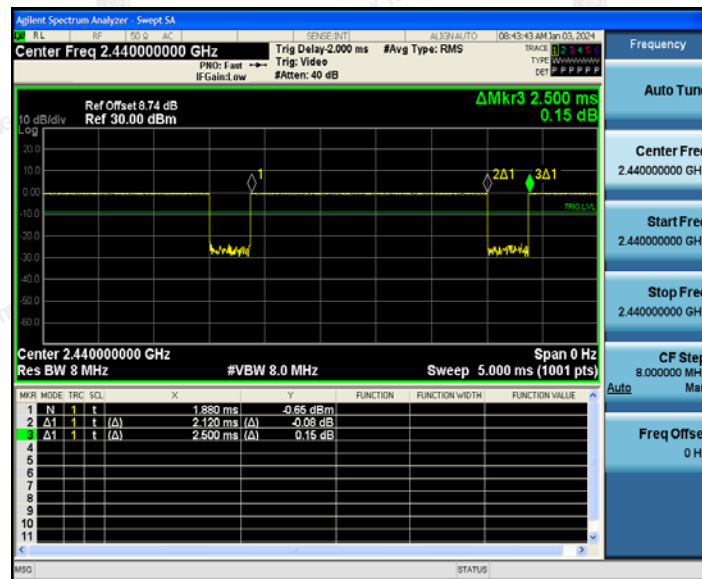 Agilent Spectrum Analyzer - Swept SA
RL RF 50 Ω AC SENSE:INT ALIGNAUTO 08:43:43 AM Jan 03, 2024
Center Freq 2.440000000 GHz
PNO: Fast
IFGain:Low
Trig Delay-2.000 ms
Trig: Video
#Atten: 40 dB
#Avg Type: RMS
TRACE 1 2 3 4 5 6
TYPE WWWWWW
DET P P P P P P
ΔMkr3 2.500 ms
0.15 dB
Ref Offset 8.74 dB
10 dB/div Ref 30.00 dBm
Log
20.0
10.0
0.00
-10.0
-20.0
-30.0
-40.0
-50.0
-60.0
1
2Δ1
3Δ1
TRIG LVL
Center 2.440000000 GHz Span 0 Hz
Res BW 8 MHz #VBW 8.0 MHz Sweep 5.000 ms (1001 pts)
MKR MODE TRC SCL X Y FUNCTION FUNCTION WIDTH FUNCTION VALUE
1 N 1 t 1.880 ms -0.65 dBm
2 Δ1 1 t (Δ) 2.120 ms (Δ) -0.08 dB
3 Δ1 1 t (Δ) 2.500 ms (Δ) 0.15 dB
4
5
6
7
8
9
10
11
MSG STATUS
Frequency
Auto Tun
Center Fre
2.440000000 GH
Start Fre
2.440000000 GH
Stop Fre
2.440000000 GH
CF Step
8.000000 MH
Auto Ma
Freq Offse
0 H